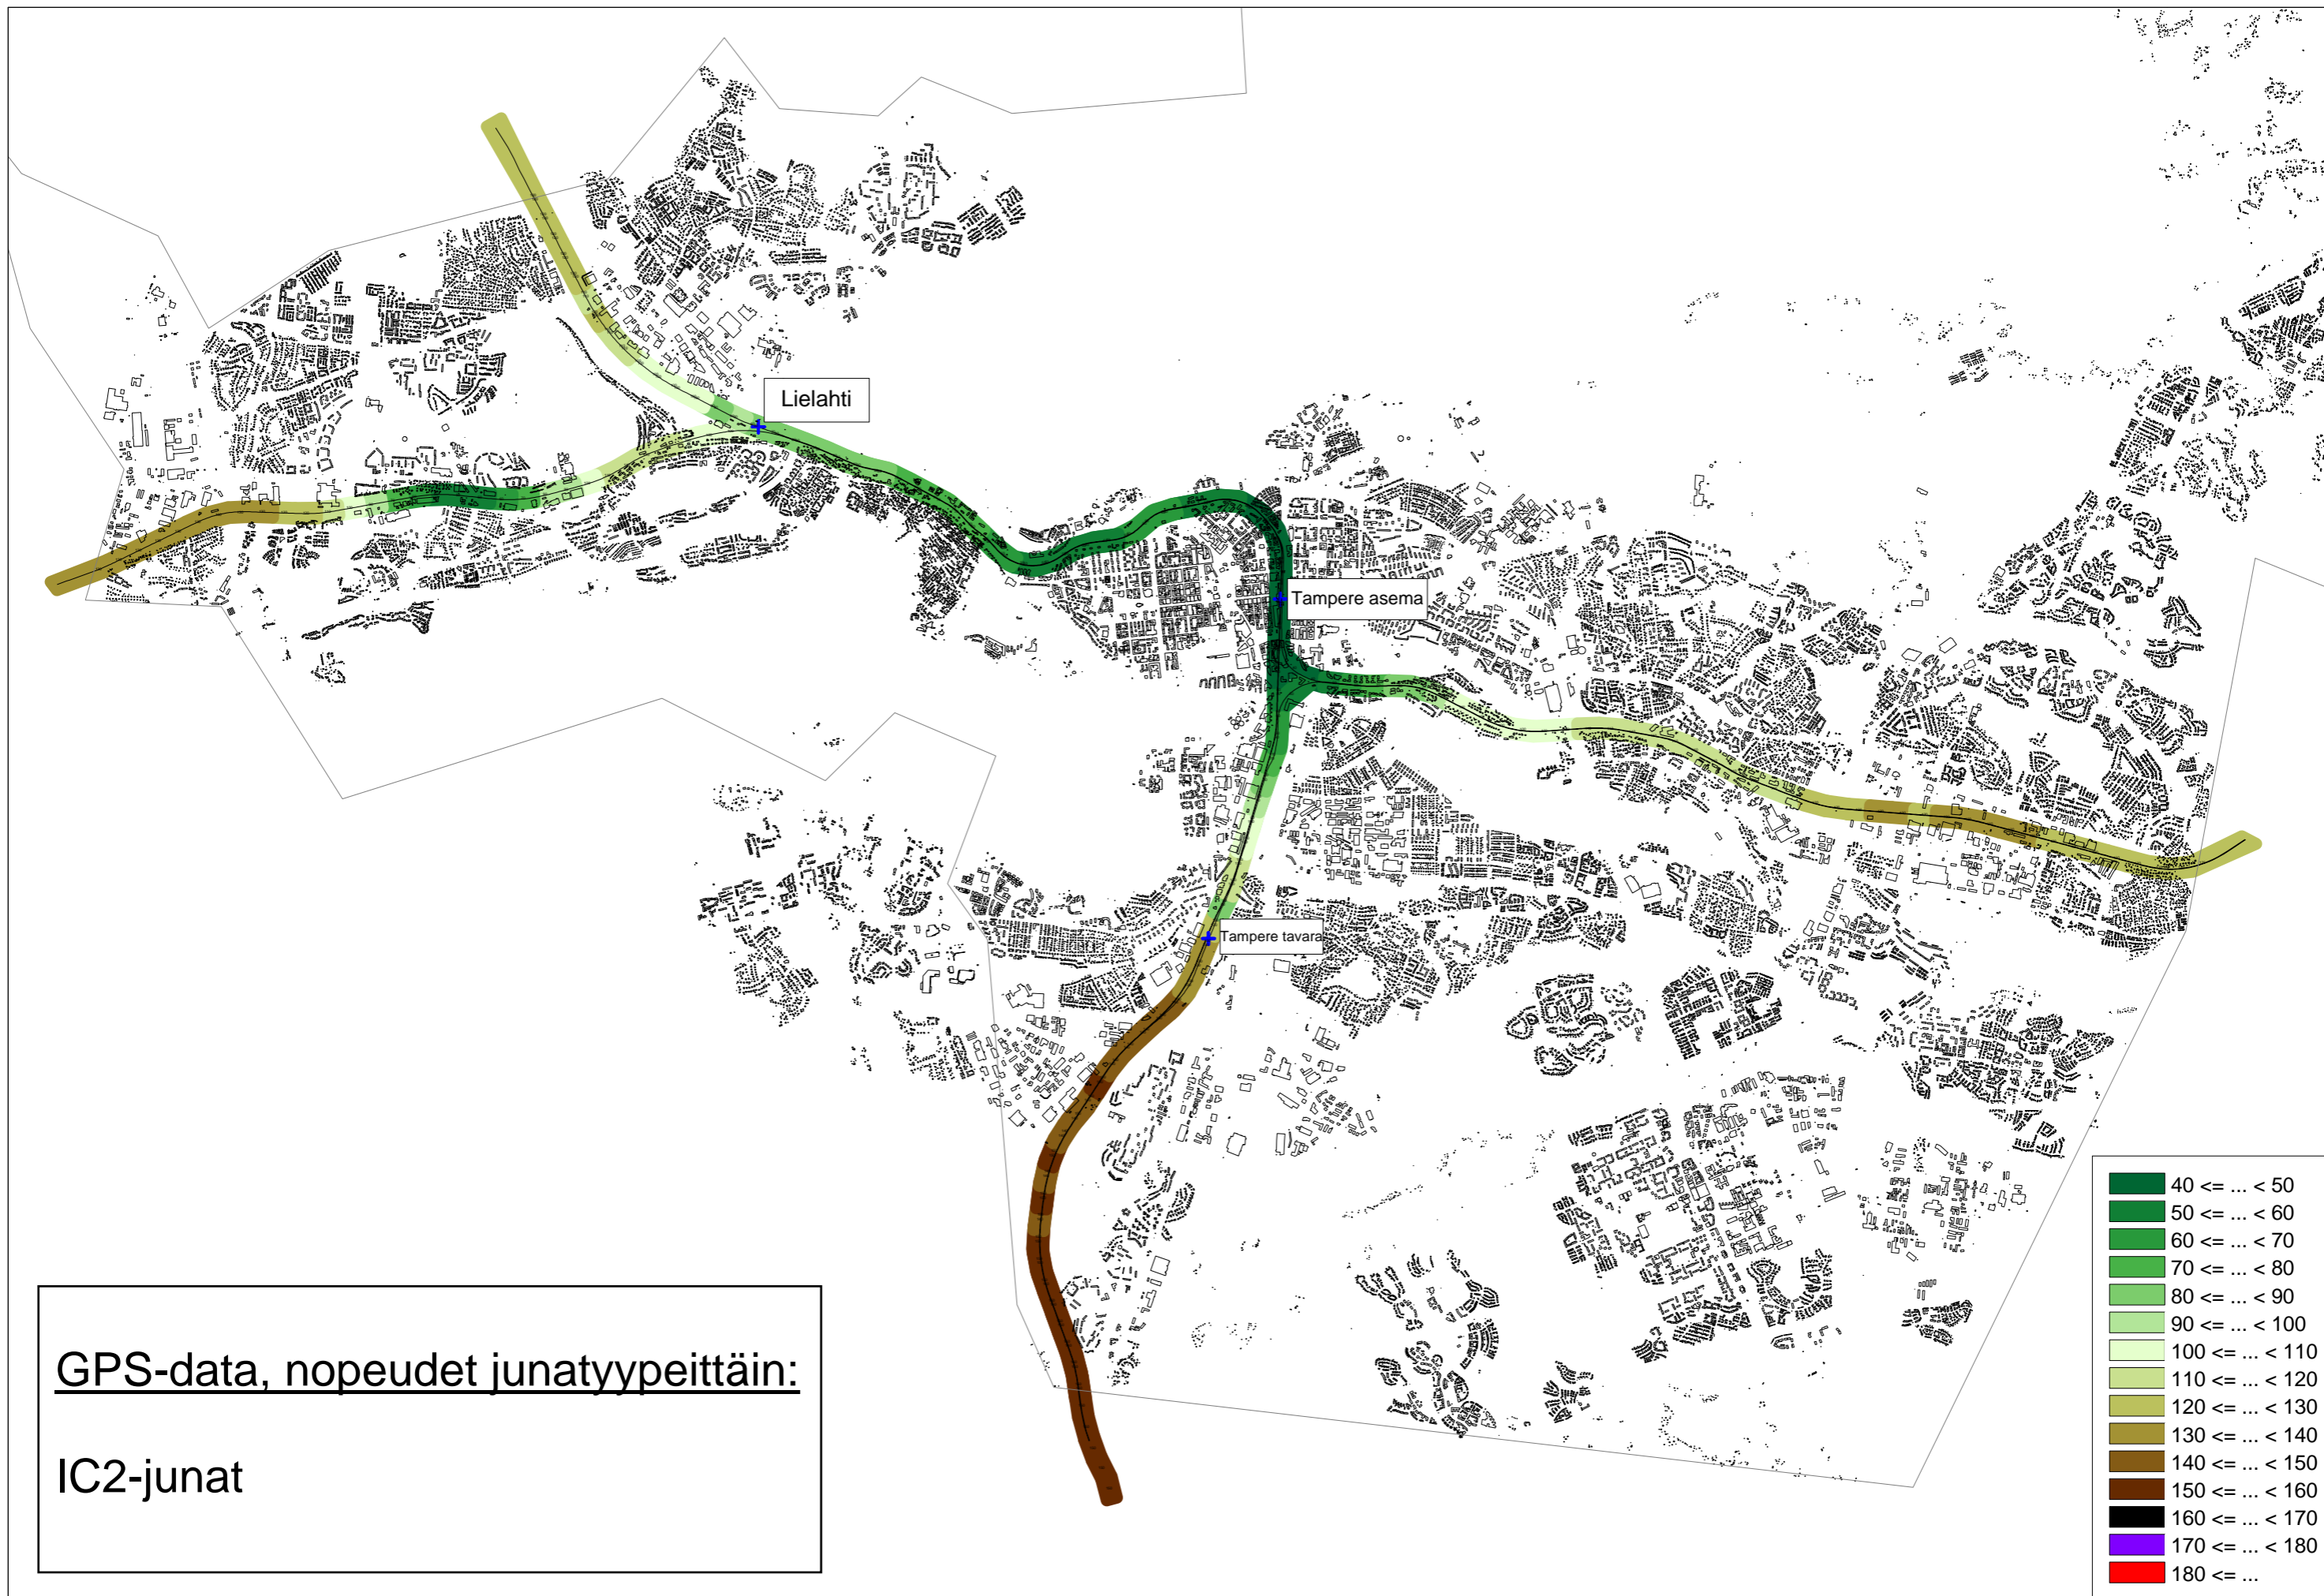 Lielahti
Tampere asema
Tampere tavara
GPS-data, nopeudet junatyypeittäin:
IC2-junat
40 <= ... < 50
50 <= ... < 60
60 <= ... < 70
70 <= ... < 80
80 <= ... < 90
90 <= ... < 100
100 <= ... < 110
110 <= ... < 120
120 <= ... < 130
130 <= ... < 140
140 <= ... < 150
150 <= ... < 160
160 <= ... < 170
170 <= ... < 180
180 <= ...